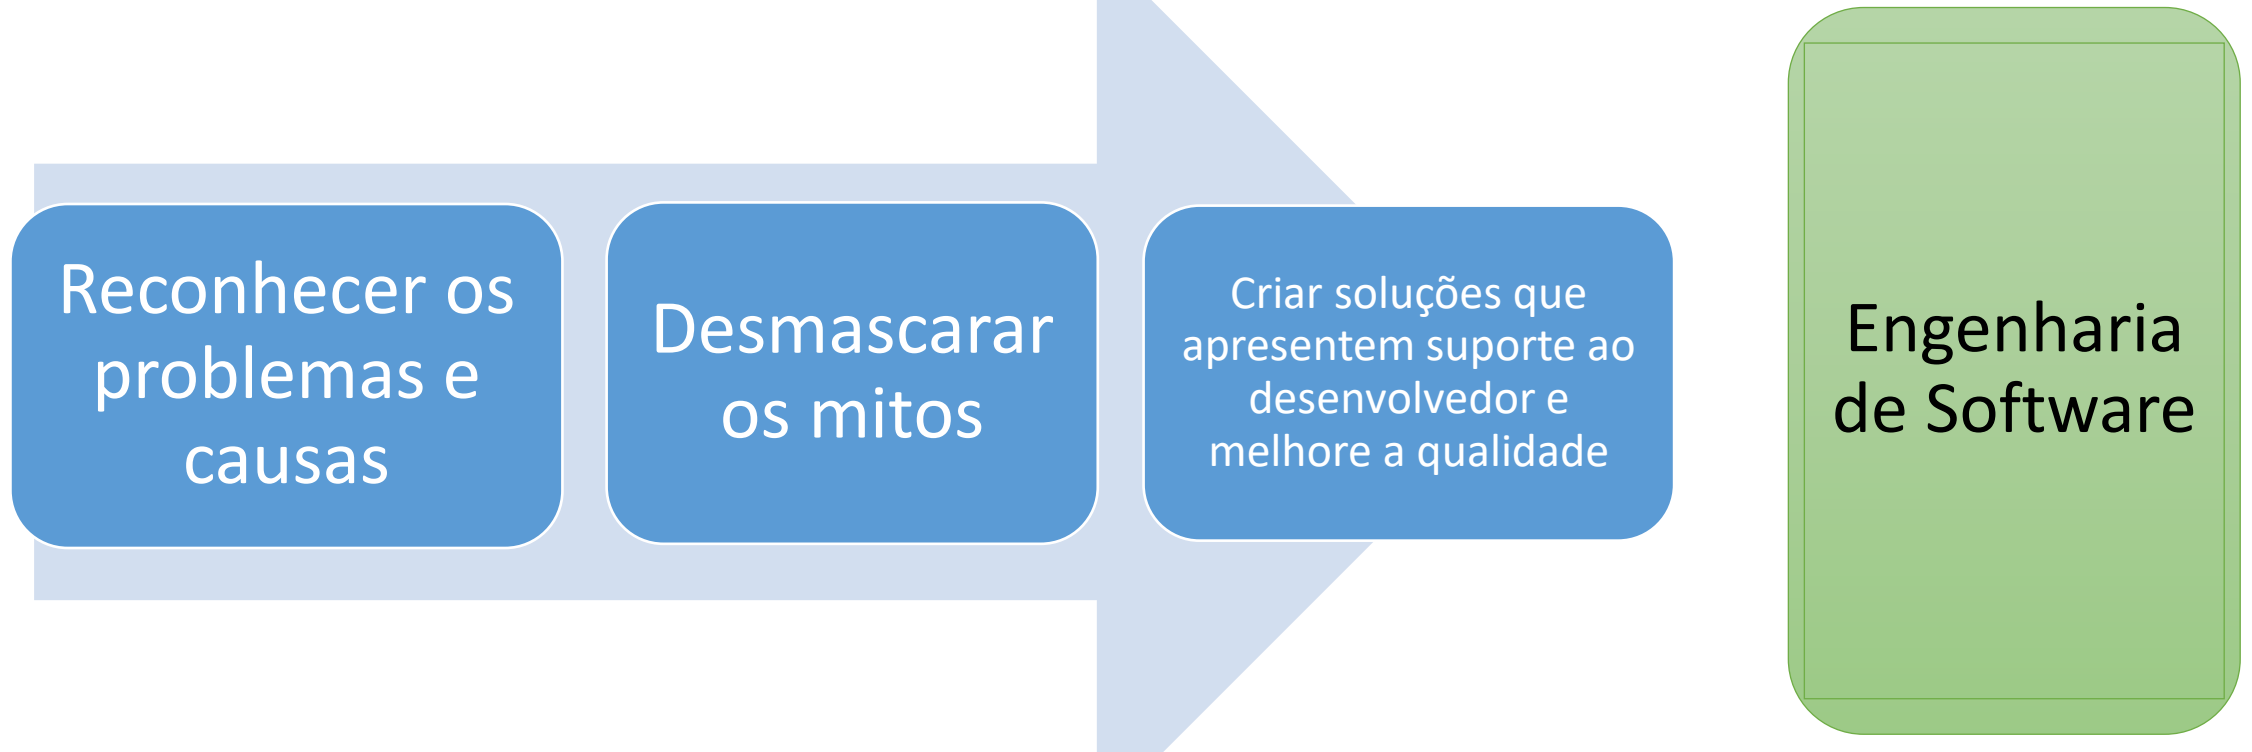 Reconhecer os
problemas e
causas
Desmascarar
os mitos
Criar soluções que
apresentem suporte ao
desenvolvedor e
melhore a qualidade
Engenharia
de Software